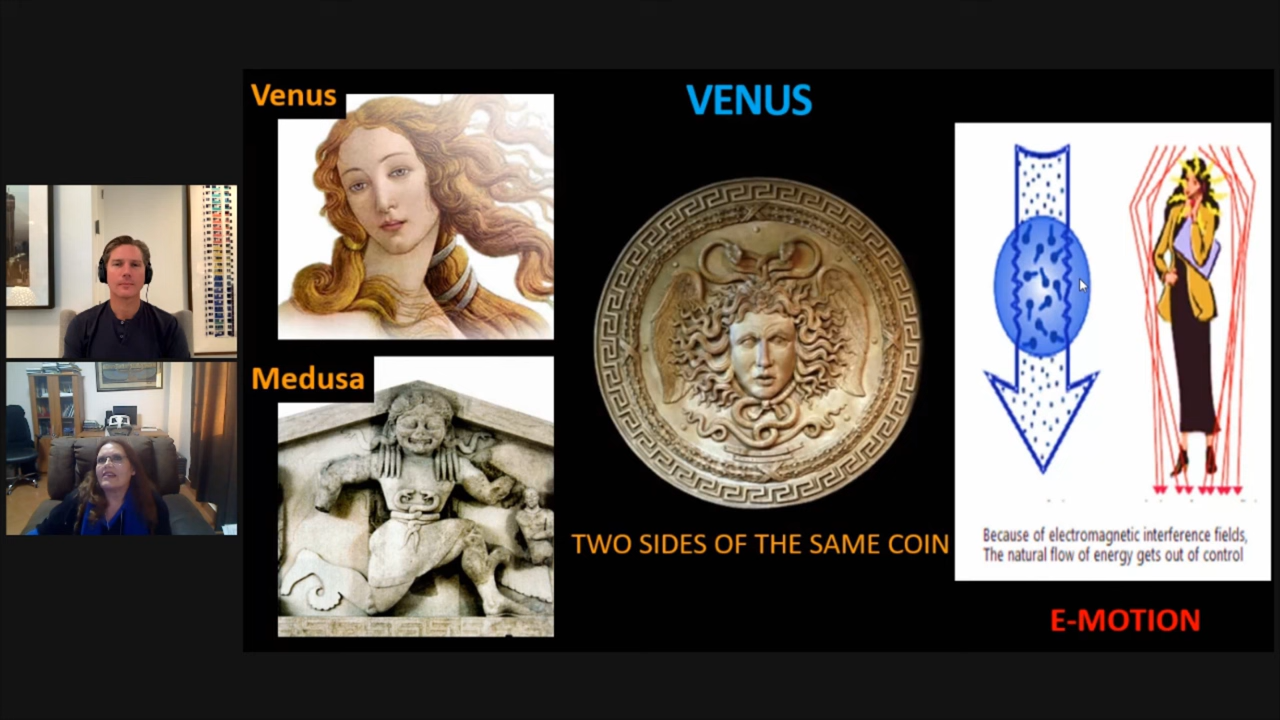 Venus
VENUS
Medusa
TWO SIDES OF THE SAME COIN
Because of electromagnetic interference fields,
The natural flow of energy gets out of control
E-MOTION